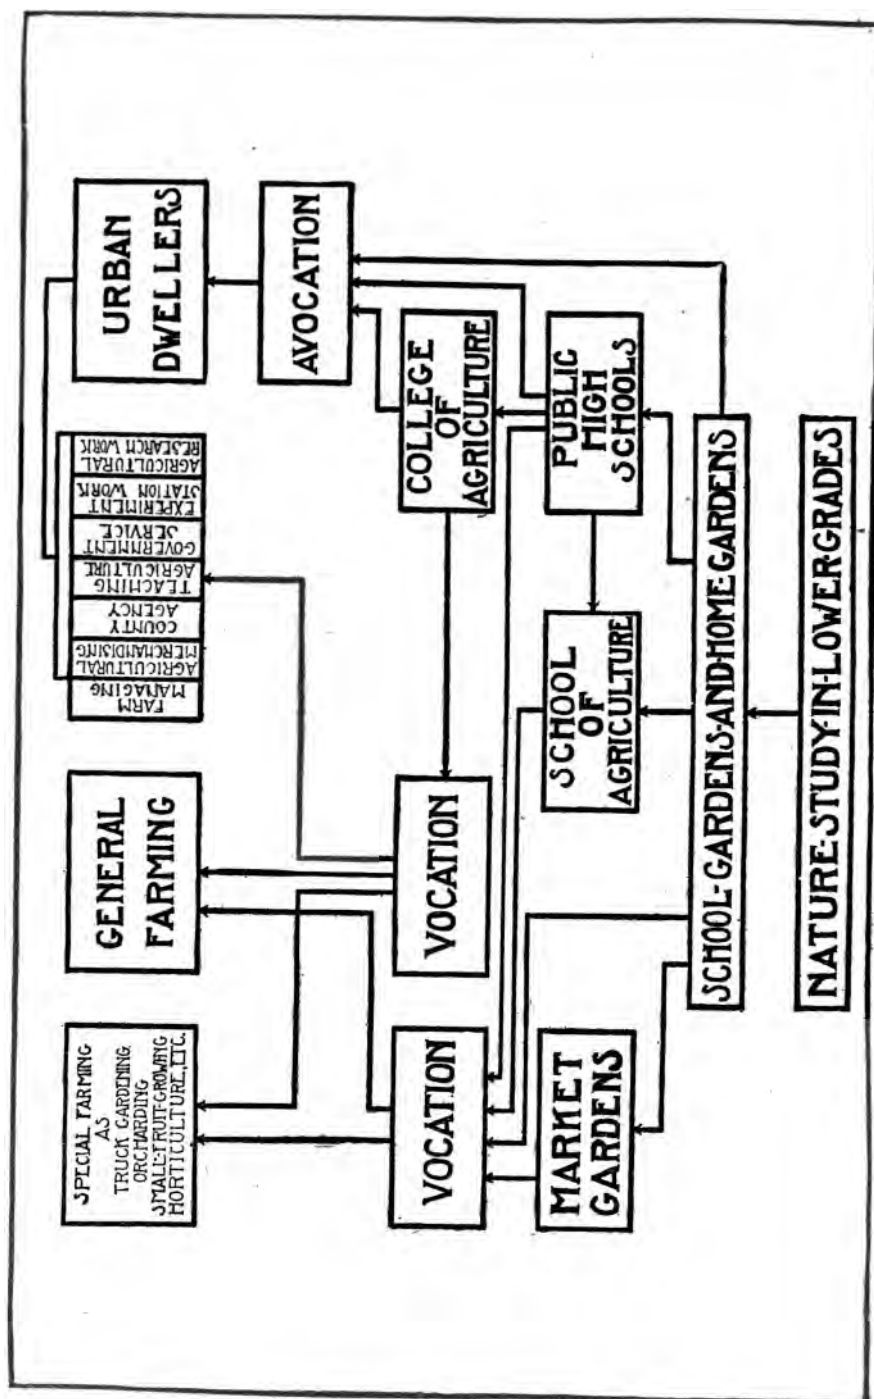 SPECIAL FARMING
AS
TRUCK GARDENING
ORCHARDING
SMALL-FRUIT-GROWING
HORTICULTURE, ETC.
GENERAL
FARMING
FARM
MANAGING
AGRICULTURAL
MERCHANDISING
COUNTY
AGENCY
TEACHING
AGRICULTURE
GOVERNMENT
SERVICE
EXPERIMENT
STATION WORK
AGRICULTURAL
RESEARCH WORK
URBAN
DWELLERS
VOCATION
VOCATION
AVOCATION
COLLEGE
OF
AGRICULTURE
MARKET
GARDENS
SCHOOL
OF
AGRICULTURE
PUBLIC
HIGH
SCHOOLS
SCHOOL-GARDENS-AND-HOME-GARDENS
NATURE-STUDY-IN-LOWER-GRADES